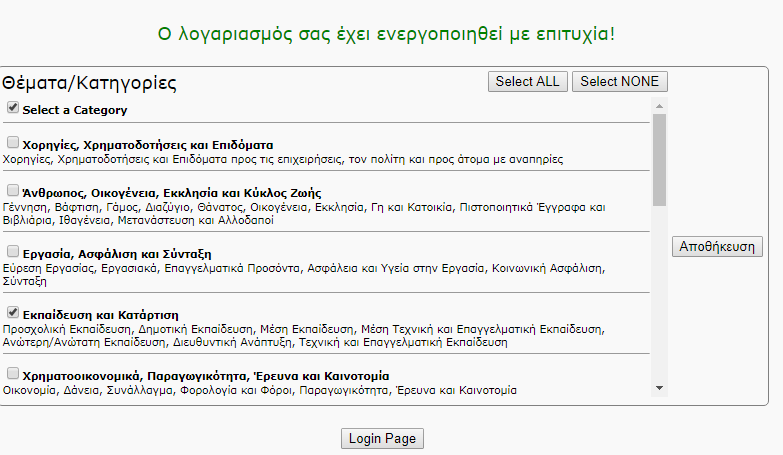 Ο λογαριασμός σας έχει ενεργοποιηθεί με επιτυχία!
Θέματα/Κατηγορίες
Select ALL
Select NONE
Select a Category
Χορηγίες, Χρηματοδοτήσεις και Επιδόματα
Χορηγίες, Χρηματοδοτήσεις και Επιδόματα προς τις επιχειρήσεις, τον πολίτη και προς άτομα με αναπηρίες
Άνθρωπος, Οικογένεια, Εκκλησία και Κύκλος Ζωής
Γέννηση, Βάφτιση, Γάμος, Διαζύγιο, Θάνατος, Οικογένεια, Εκκλησία, Γη και Κατοικία, Πιστοποιητικά Έγγραφα και
Βιβλιάρια, Ιθαγένεια, Μετανάστευση και Αλλοδαποί
Εργασία, Ασφάλιση και Σύνταξη
Εύρεση Εργασίας, Εργασιακά, Επαγγελματικά Προσόντα, Ασφάλεια και Υγεία στην Εργασία, Κοινωνική Ασφάλιση,
Σύνταξη
Αποθήκευση
Εκπαίδευση και Κατάρτιση
Προσχολική Εκπαίδευση, Δημοτική Εκπαίδευση, Μέση Εκπαίδευση, Μέση Τεχνική και Επαγγελματική Εκπαίδευση,
Ανώτερη/Ανώτατη Εκπαίδευση, Διευθυντική Ανάπτυξη, Τεχνική και Επαγγελματική Εκπαίδευση
Χρηματοοικονομικά, Παραγωγικότητα, Έρευνα και Καινοτομία
Οικονομία, Δάνεια, Συνάλλαγμα, Φορολογία και Φόροι, Παραγωγικότητα, Έρευνα και Καινοτομία
Login Page